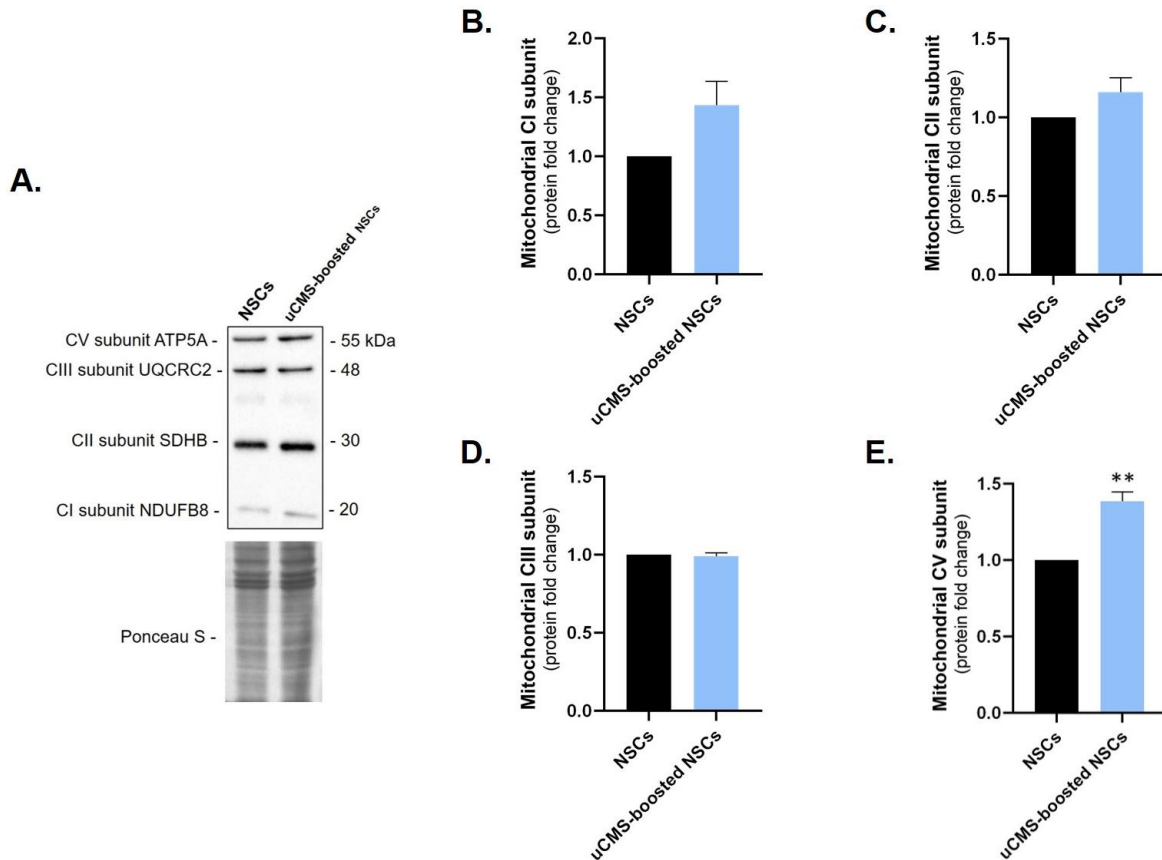 A.
NSCs
uCMS-boosted NSCs
CV subunit ATP5A -
- 55 kDa
CIII subunit UQCRC2 -
- 48
CII subunit SDHB -
- 30
CI subunit NDUFB8 -
- 20
Ponceau S -
B.
Mitochondrial CI subunit
(protein fold change)
2.0
1.5
1.0
0.5
0.0
NSCs
uCMS-boosted NSCs
C.
Mitochondrial CII subunit
(protein fold change)
1.5
1.0
0.5
0.0
NSCs
uCMS-boosted NSCs
D.
Mitochondrial CIII subunit
(protein fold change)
1.5
1.0
0.5
0.0
NSCs
uCMS-boosted NSCs
E.
Mitochondrial CV subunit
(protein fold change)
1.5
1.0
0.5
0.0
**
NSCs
uCMS-boosted NSCs